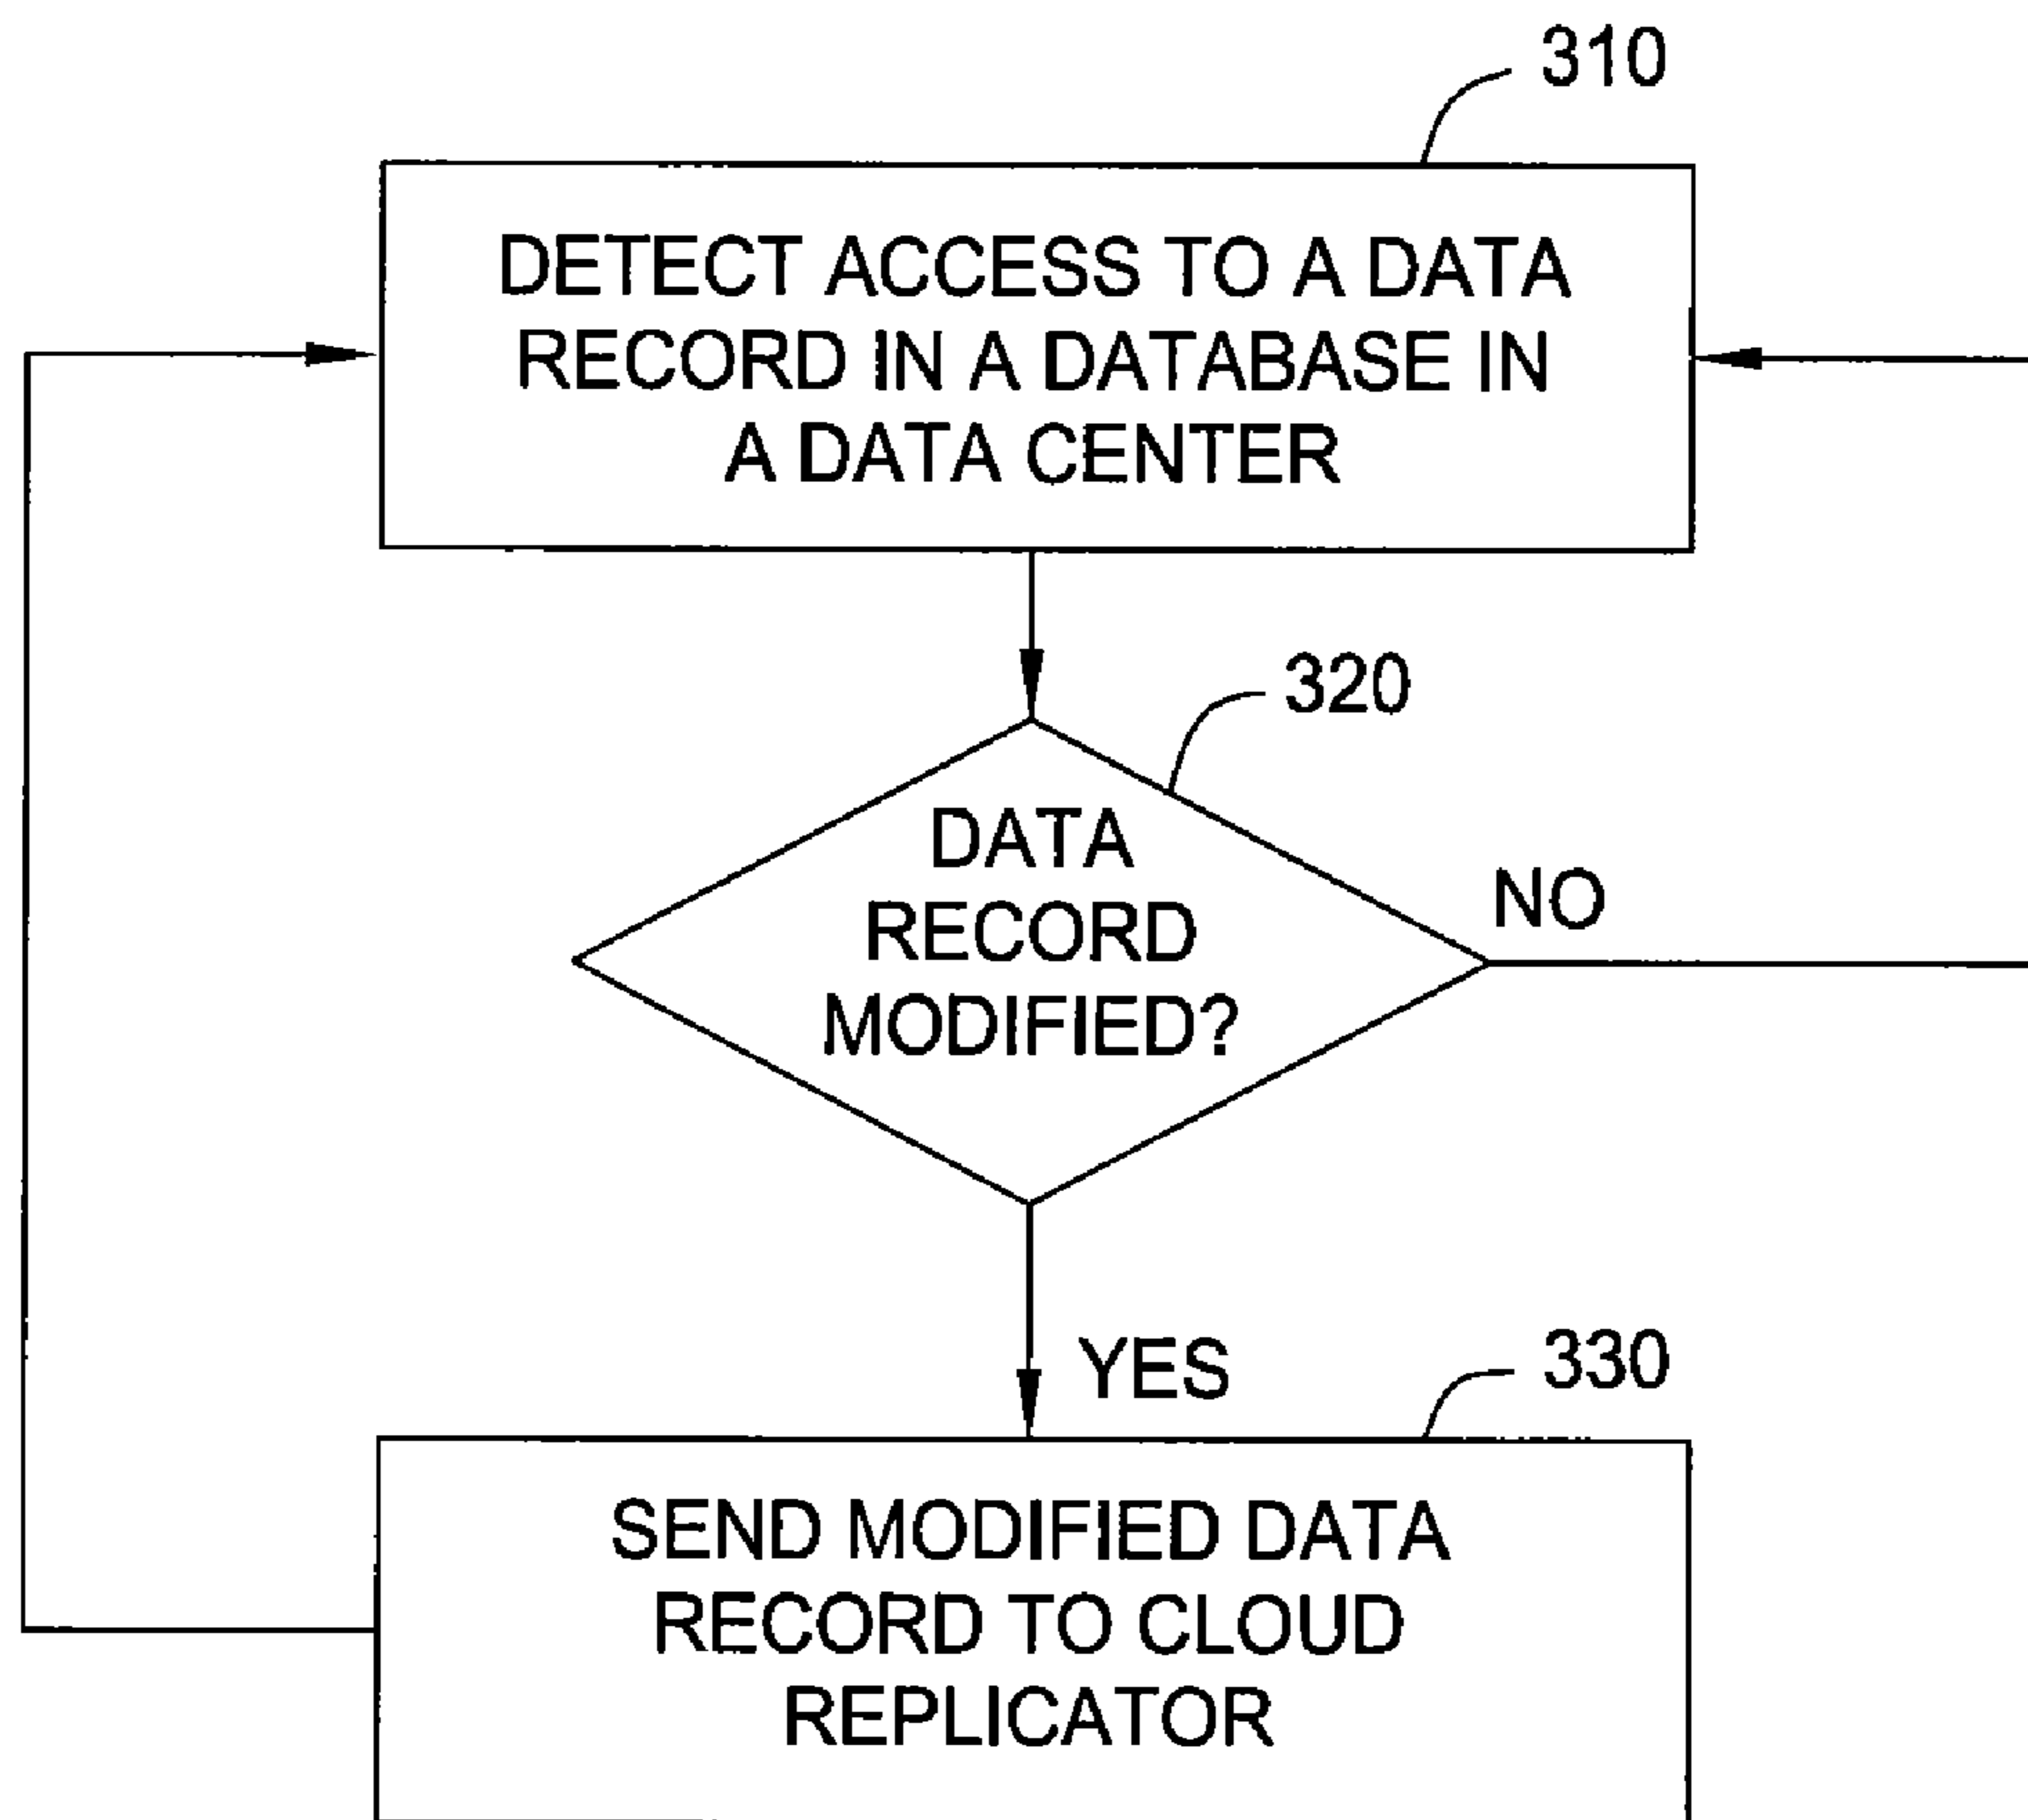 310
DETECT ACCESS TO A DATA
RECORD IN A DATABASE IN
A DATA CENTER
320
DATA
RECORD
MODIFIED?
NO
YES
330
SEND MODIFIED DATA
RECORD TO CLOUD
REPLICATOR